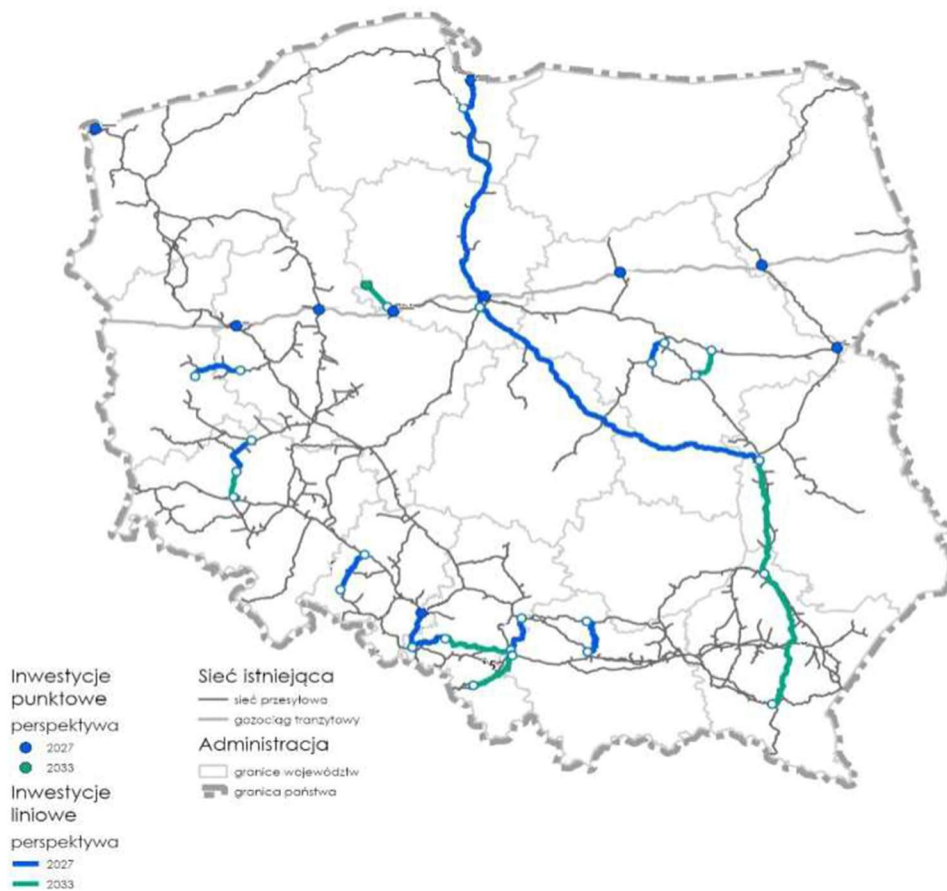 Inwestycje
punktowe
perspektywa
2027
2033
Inwestycje
liniowe
perspektywa
2027
2033
Sieć istniejąca
sieć przesyłowa
gazociąg tranzytowy
Administracja
granice województw
granica państwa